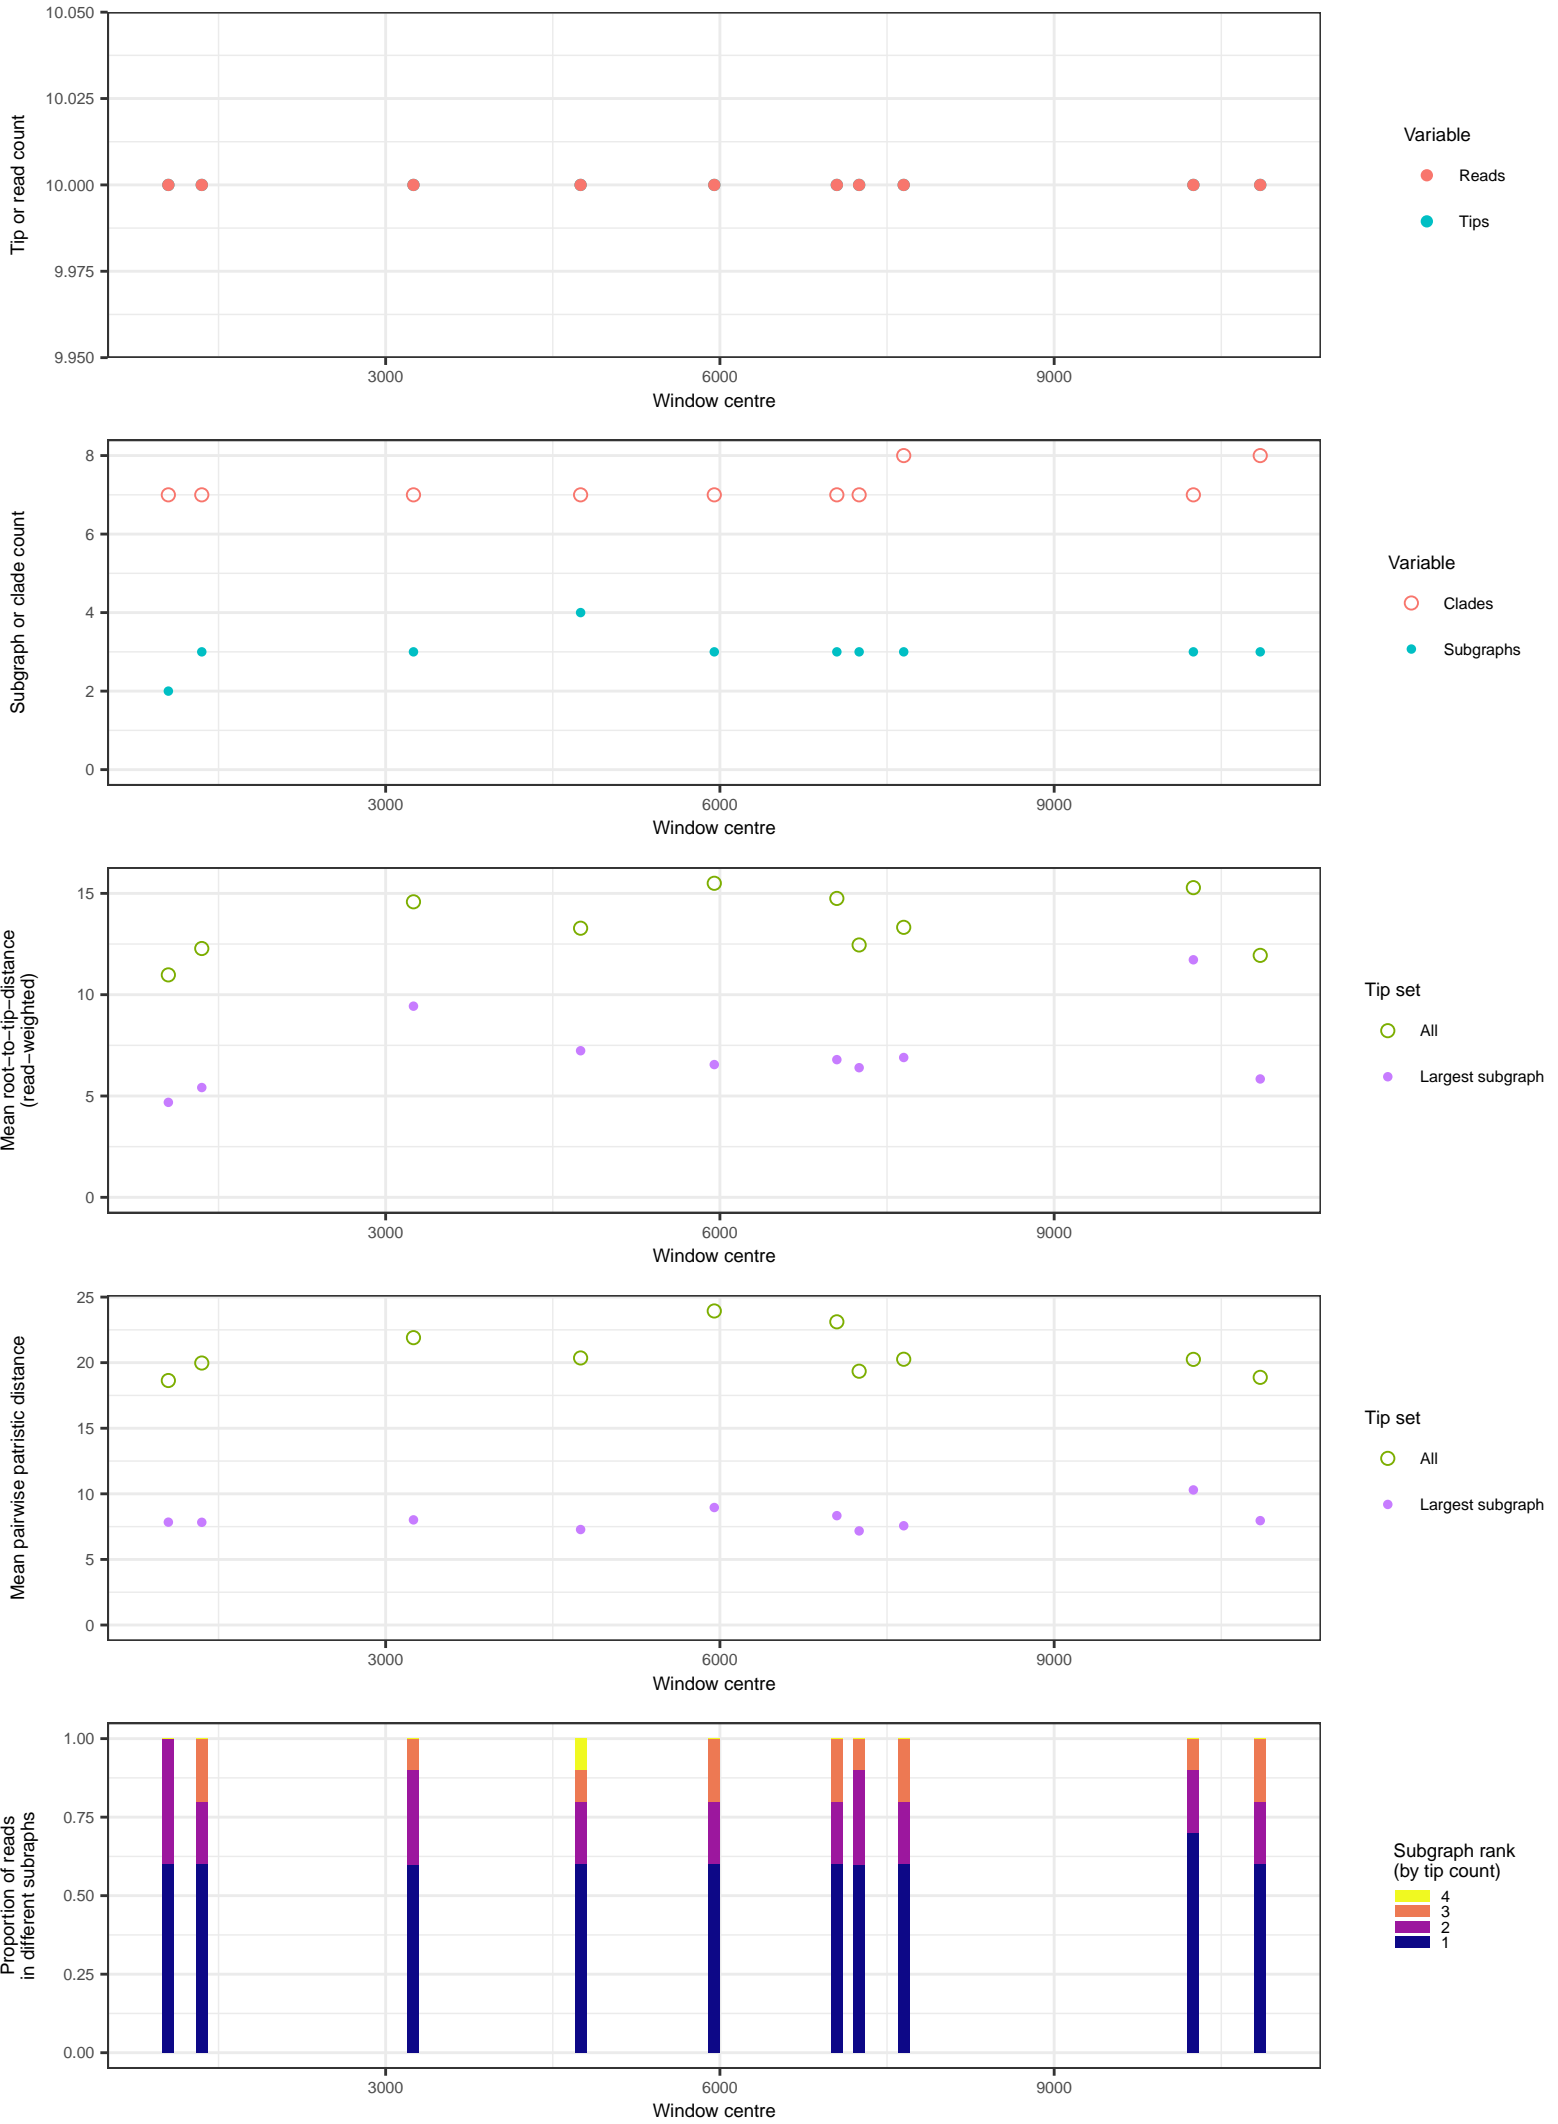 10.050
10.025
10.000
9.975
9.950
Tip or read count
3000
6000
9000
Window centre
Variable
Reads
Tips
8
6
4
2
0
Subgraph or clade count
3000
6000
9000
Window centre
Variable
Clades
Subgraphs
15
10
5
0
Mean root−to−tip−distance
(read−weighted)
3000
6000
9000
Window centre
Tip set
All
Largest subgraph
25
20
15
10
5
0
Mean pairwise patristic distance
3000
6000
9000
Window centre
Tip set
All
Largest subgraph
1.00
0.75
0.50
0.25
0.00
Proportion of reads
in different subraphs
3000
6000
9000
Window centre
Subgraph rank
(by tip count)
4
3
2
1